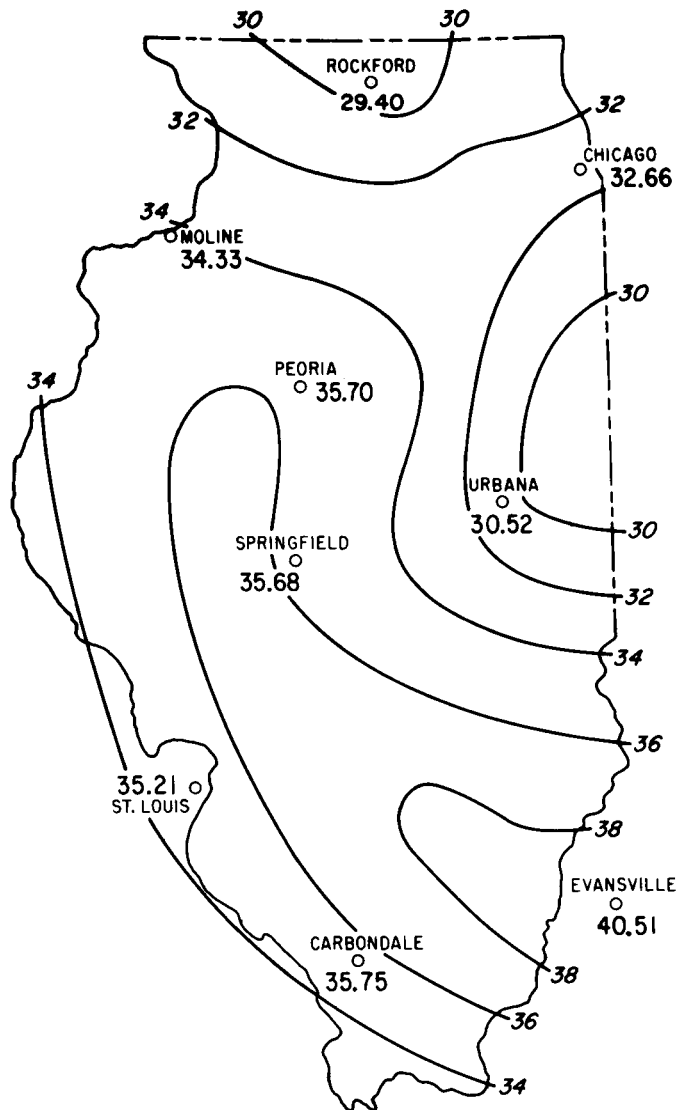 30 30
ROCKFORD
29.40
32 32
CHICAGO
32.66
34
MOLINE
34.33
30
PEORIA
35.70
34
URBANA
30.52
30
SPRINGFIELD
35.68
32
34
36
35.21
ST. LOUIS
38
EVANSVILLE
40.51
CARBONDALE
35.75
38
36
34